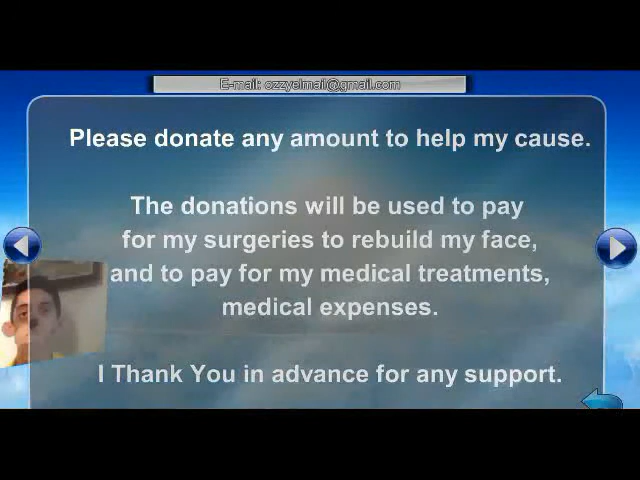 E-mail: ozzyelmail@gmail.com
Please donate any amount to help my cause.
The donations will be used to pay
for my surgeries to rebuild my face,
and to pay for my medical treatments,
medical expenses.
I Thank You in advance for any support.